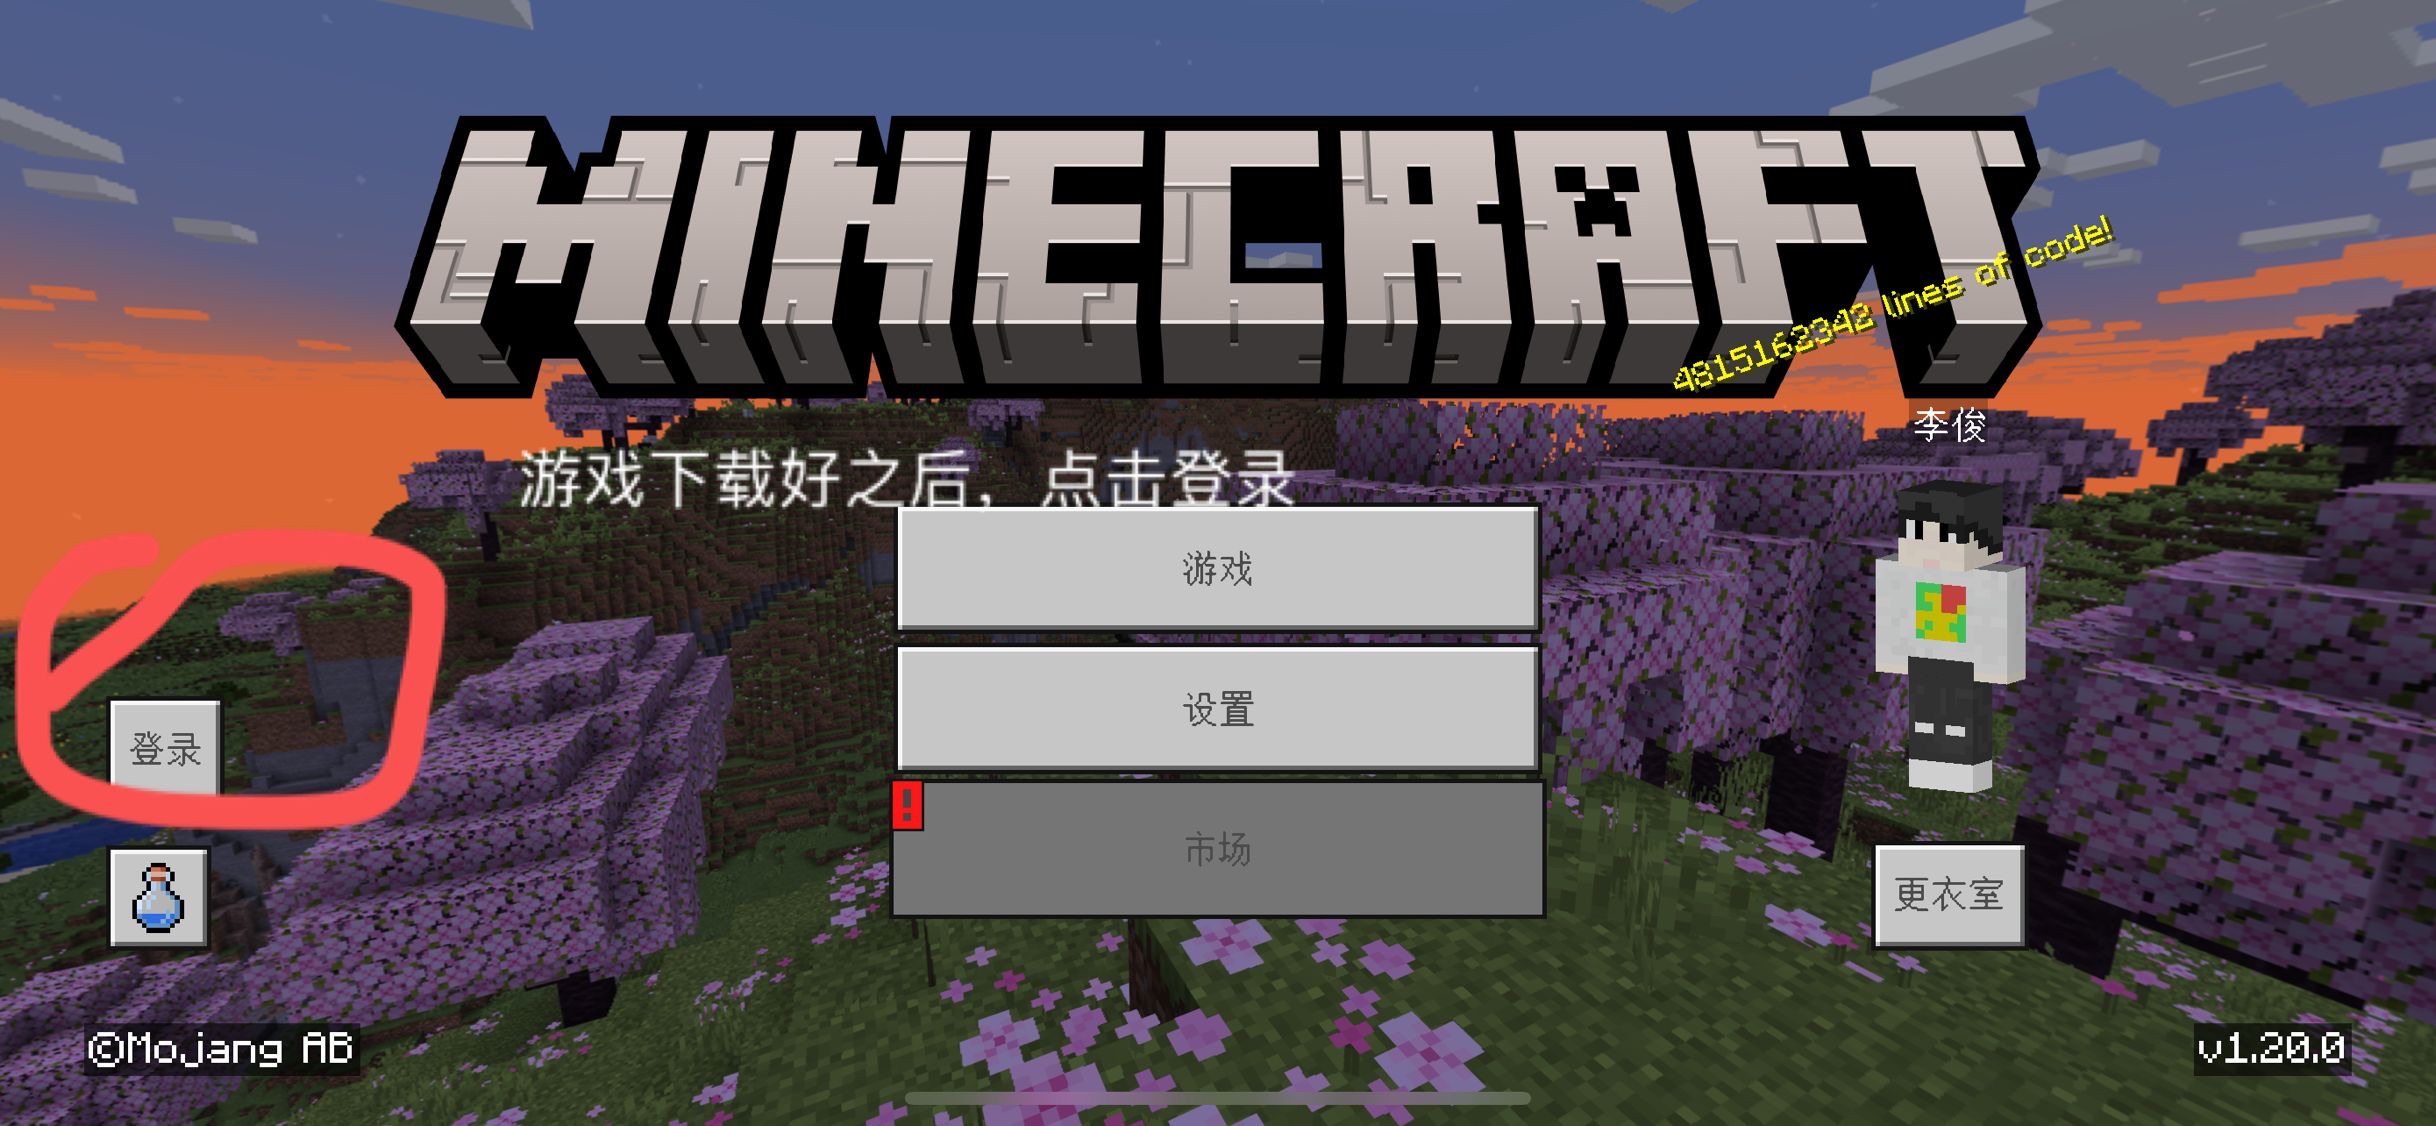 MINECRAFT
4815162342 lines of code!
李俊
游戏下载好之后，点击登录
游戏
设置
登录
市场
更衣室
©Mojang AB
v1.20.0